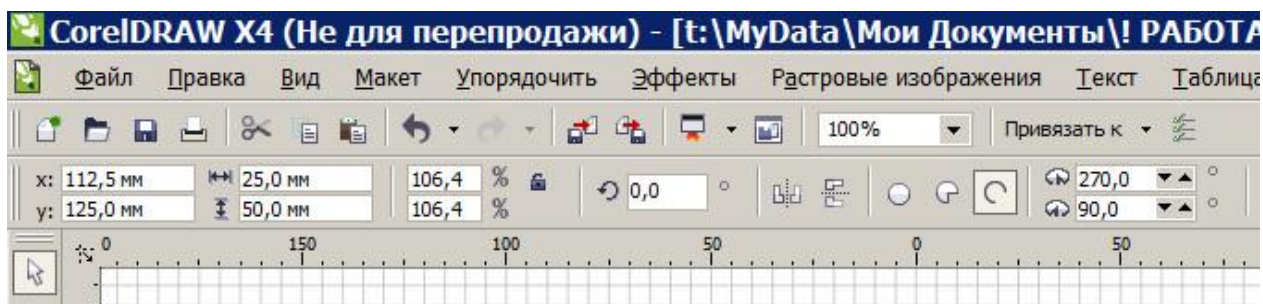 CorelDRAW X4 (Не для перепродажи) - [t:\MyData\Мои Документы\! РАБОТА
Файл Правка Вид Макет Упорядочить Эффекты Растровые изображения Текст Таблица
100% Привязать к
x: 112,5 мм 25,0 мм 106,4 % 0,0 ° 270,0 °
y: 125,0 мм 50,0 мм 106,4 % 90,0 °
0 150 100 50 0 50